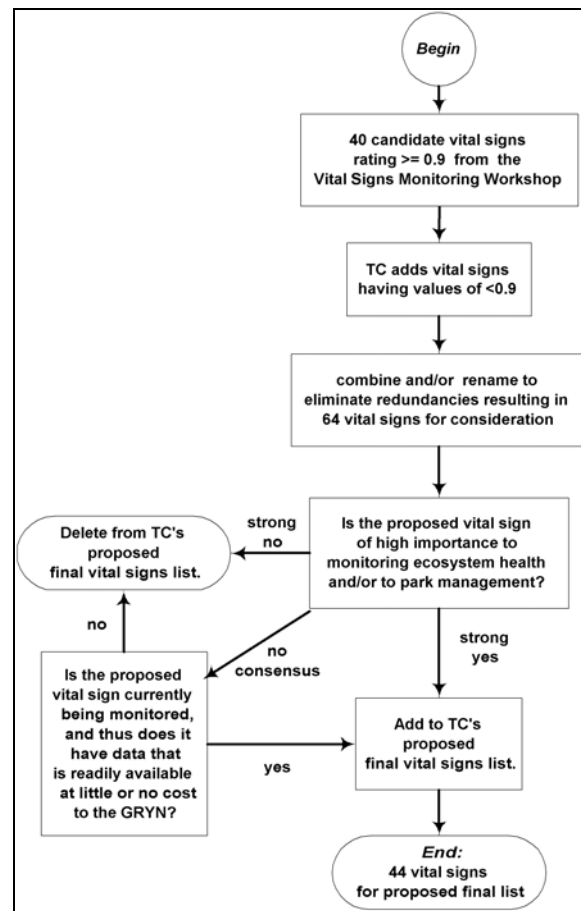 Begin
40 candidate vital signs
rating >= 0.9 from the
Vital Signs Monitoring Workshop
TC adds vital signs
having values of <0.9
combine and/or rename to
eliminate redundancies resulting in
64 vital signs for consideration
Is the proposed vital sign
of high importance to
monitoring ecosystem health
and/or to park management?
strong
no
Delete from TC's
proposed
final vital signs list.
no
consensus
strong
yes
no
Is the proposed
vital sign currently
being monitored,
and thus does it
have data that
is readily available
at little or no cost
to the GRYN?
yes
Add to TC's
proposed
final vital signs list.
End:
44 vital signs
for proposed final list